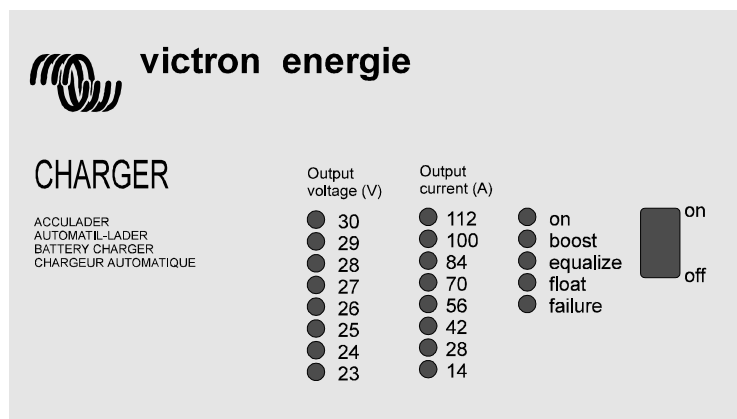 victron energie
CHARGER
ACCULADER
AUTOMATIL-LADER
BATTERY CHARGER
CHARGEUR AUTOMATIQUE
Output
voltage (V)
30
29
28
27
26
25
24
23
Output
current (A)
112
100
84
70
56
42
28
14
on
boost
equalize
float
failure
on
off